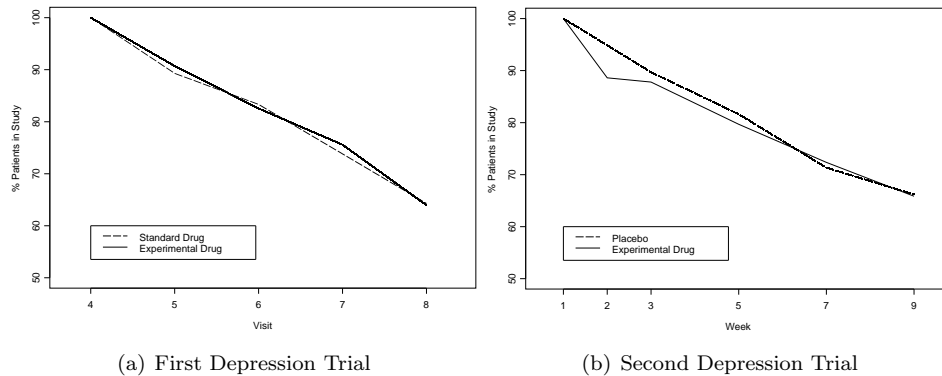 100
90
80
70
60
50
% Patients in Study
Standard Drug
Experimental Drug
4 5 6 7 8
Visit
(a) First Depression Trial
100
90
80
70
60
50
% Patients in Study
Placebo
Experimental Drug
1 2 3 5 7 9
Week
(b) Second Depression Trial